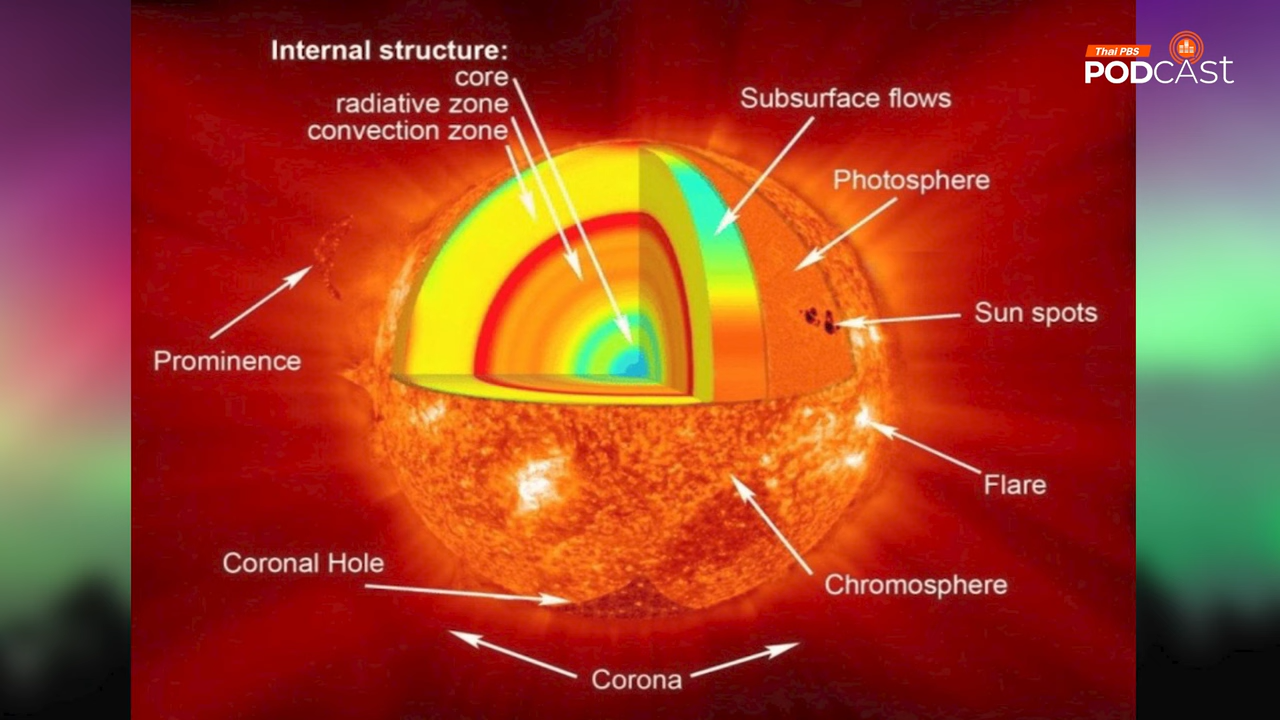 Internal structure:
core
radiative zone
convection zone
Subsurface flows
Photosphere
Sun spots
Prominence
Flare
Coronal Hole
Chromosphere
Corona
Thai PBS
PODCAst